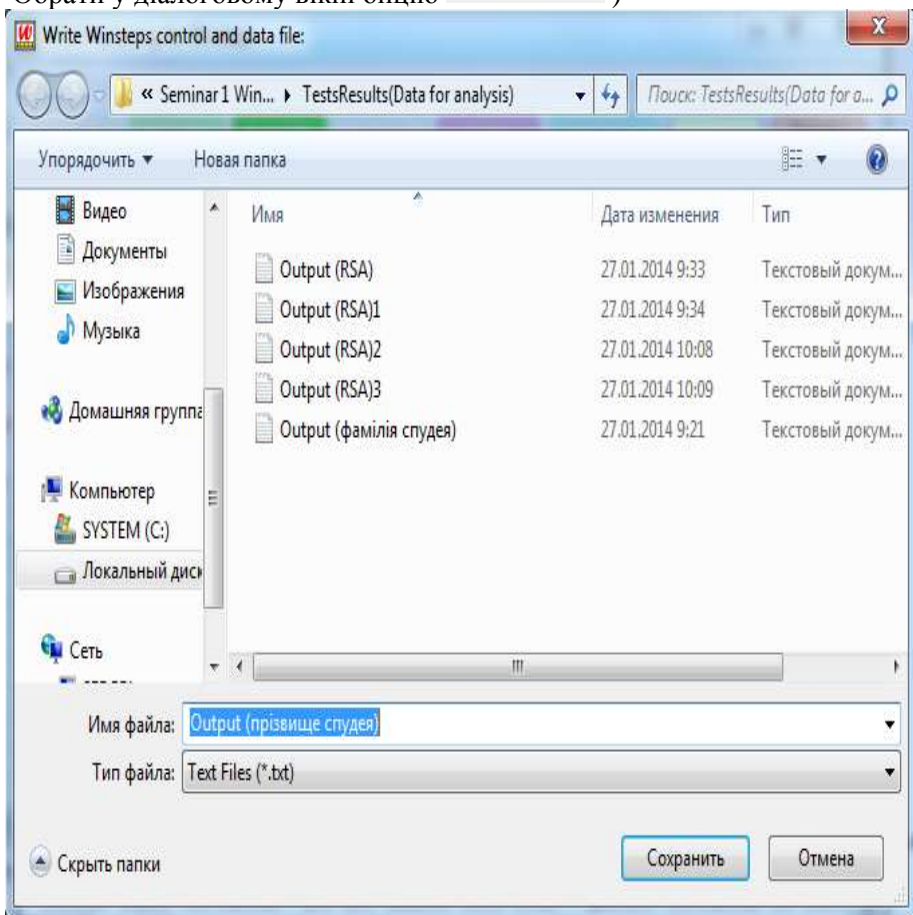 Обрати у діалоговому вікні опцію )
Write Winsteps control and data file:
« Seminar 1 Win... ▸ TestsResults(Data for analysis)
Поиск: TestsResults(Data for a...
Упорядочить ▼ Новая папка
Имя Дата изменения Тип
Видео
Документы
Изображения
Музыка
Домашняя группа
Компьютер
SYSTEM (C:)
Локальный диск
Сеть
Output (RSA) 27.01.2014 9:33 Текстовый докум...
Output (RSA)1 27.01.2014 9:34 Текстовый докум...
Output (RSA)2 27.01.2014 10:08 Текстовый докум...
Output (RSA)3 27.01.2014 10:09 Текстовый докум...
Output (фамілія спудея) 27.01.2014 9:21 Текстовый докум...
Имя файла: Output (прізвище спудея)
Тип файла: Text Files (*.txt)
Скрыть папки
Сохранить Отмена